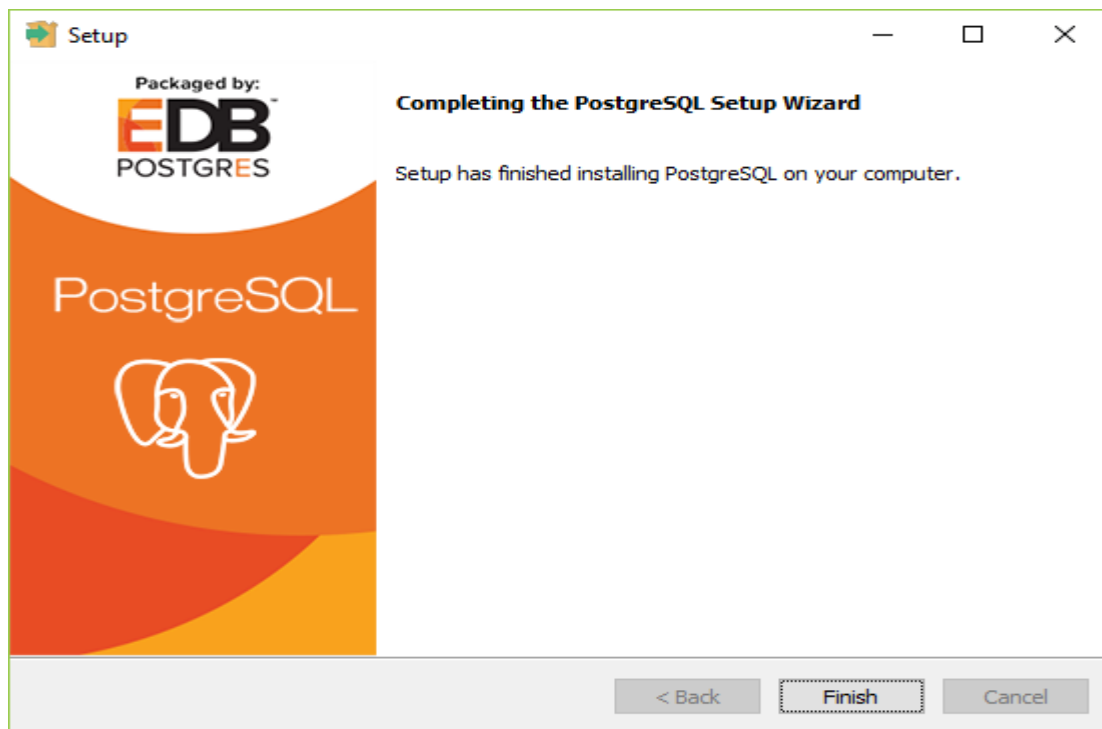 Setup
Packaged by:
EDB™
POSTGRES
PostgreSQL
Completing the PostgreSQL Setup Wizard
Setup has finished installing PostgreSQL on your computer.
< Back
Finish
Cancel